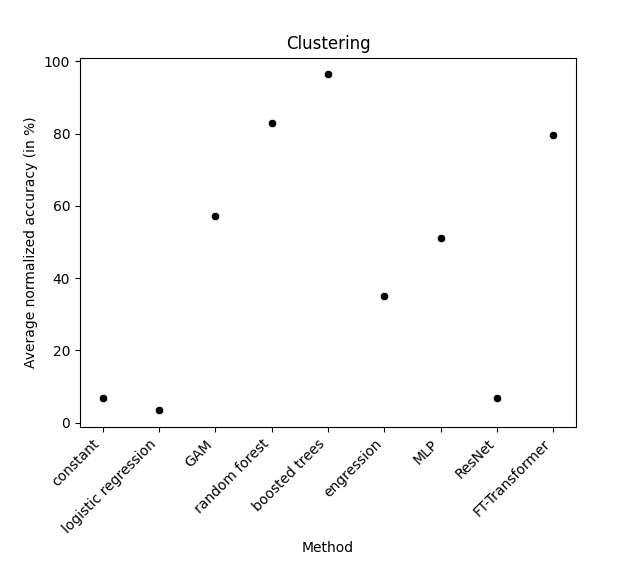 Clustering
Average normalized accuracy (in %)
100
80
60
40
20
0
constant
logistic regression
GAM
random forest
boosted trees
engression
MLP
ResNet
FT-Transformer
Method